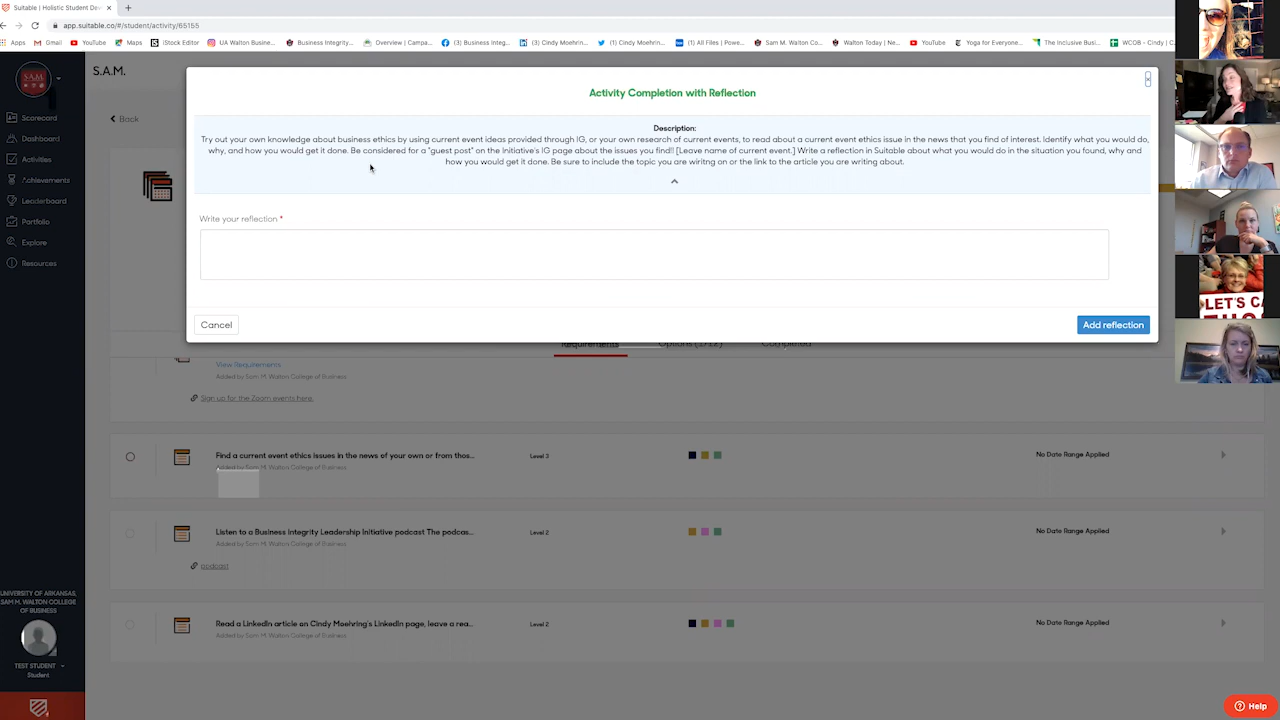 Suitable | Holistic Student Dev
app.suitable.co/#/student/activity/65155
Apps
Gmail
YouTube
Maps
iStock Editor
UA Walton Busine...
Business Integrity...
Overview | Campa...
(3) Business Integ...
(3) Cindy Moehrin...
(1) Cindy Moehrin...
(1) All Files | Powe...
Sam M. Walton Co...
Walton Today | Ne...
YouTube
Yoga for Everyone...
The Inclusive Busi...
WCOB - Cindy | C...
S.A.M.
S.A.M.
Scorecard
Dashboard
Activities
Achievements
Leaderboard
Portfolio
Explore
Resources
Back
Activity Completion with Reflection
Description:
Try out your own knowledge about business ethics by using current event ideas provided through IG, or your own research of current events, to read about a current event ethics issue in the news that you find of interest. Identify what you would do,
why, and how you would get it done. Be considered for a "guest post" on the Initiative's IG page about the issues you find!! [Leave name of current event.] Write a reflection in Suitable about what you would do in the situation you found, why and
how you would get it done. Be sure to include the topic you are wiritng on or the link to the article you are writing about.
Write your reflection *
Cancel
Add reflection
Requirements
Options (1/12)
Completed
View Requirements
Added by Sam M. Walton College of Business
Sign up for the Zoom events here.
Find a current event ethics issues in the news of your own or from thos...
Level 3
No Date Range Applied
Added by Sam M. Walton College of Business
Listen to a Business Integrity Leadership Initiative podcast The podcas...
Level 2
No Date Range Applied
Added by Sam M. Walton College of Business
podcast
Read a LinkedIn article on Cindy Moehring's LinkedIn page, leave a rea...
Level 2
No Date Range Applied
Added by Sam M. Walton College of Business
UNIVERSITY OF ARKANSAS,
SAM M. WALTON COLLEGE
OF BUSINESS
TEST STUDENT
Student
LET'S
Help